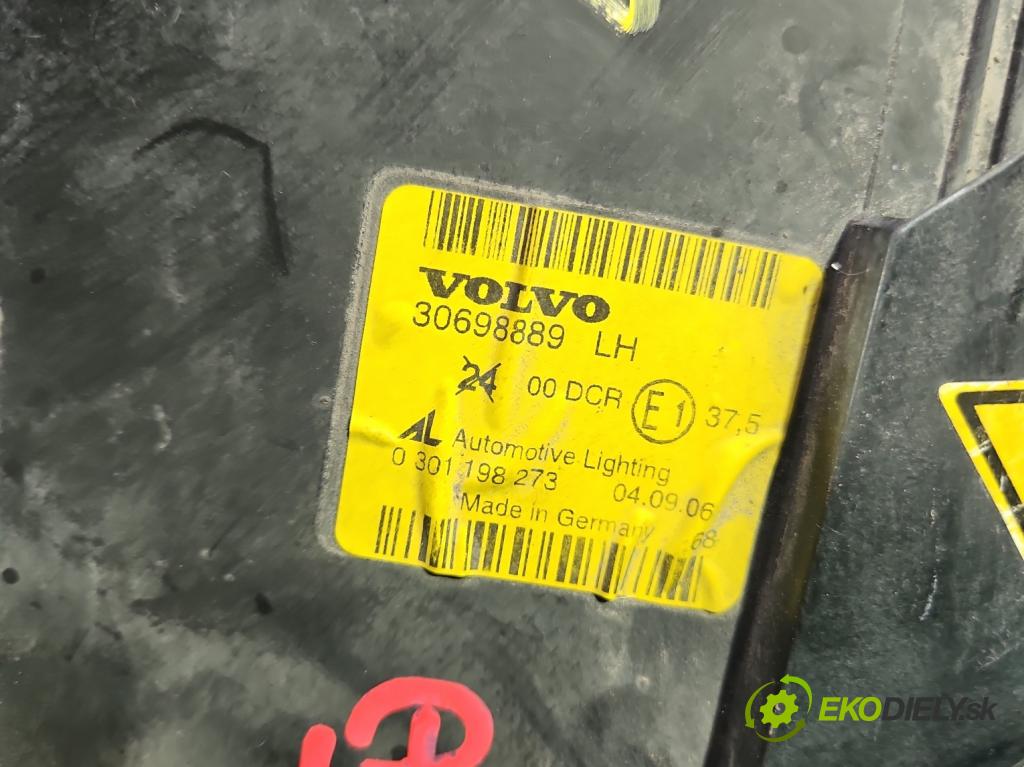 VOLVO
30698889 LH
24 00 DCR E1 37,5
AL Automotive Lighting
0 301 198 273 04.09.06
Made in Germany 68
EKODIELY.sk